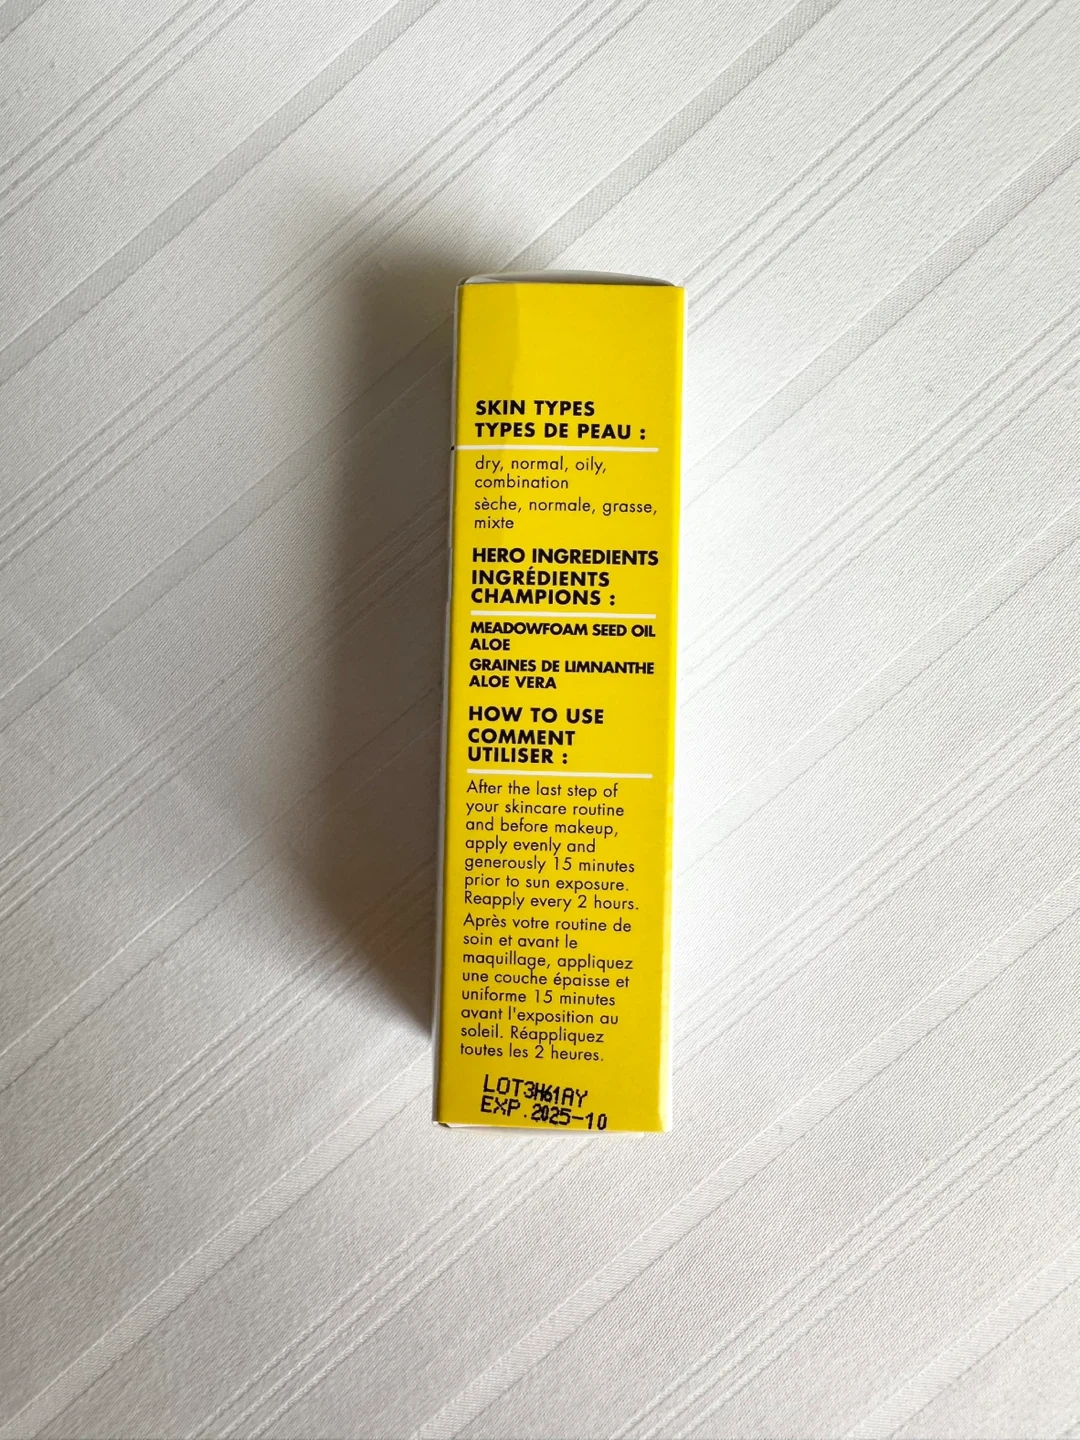 SKIN TYPES
TYPES DE PEAU :
dry, normal, oily,
combination
sèche, normale, grasse,
mixte
HERO INGREDIENTS
INGRÉDIENTS
CHAMPIONS :
MEADOWFOAM SEED OIL
ALOE
GRAINES DE LIMNANTHE
ALOE VERA
HOW TO USE
COMMENT
UTILISER :
After the last step of
your skincare routine
and before makeup,
apply evenly and
generously 15 minutes
prior to sun exposure.
Reapply every 2 hours.
Après votre routine de
soin et avant le
maquillage, appliquez
une couche épaisse et
uniforme 15 minutes
avant l'exposition au
soleil. Réappliquez
toutes les 2 heures.
LOT3H61AY
EXP.2025-10